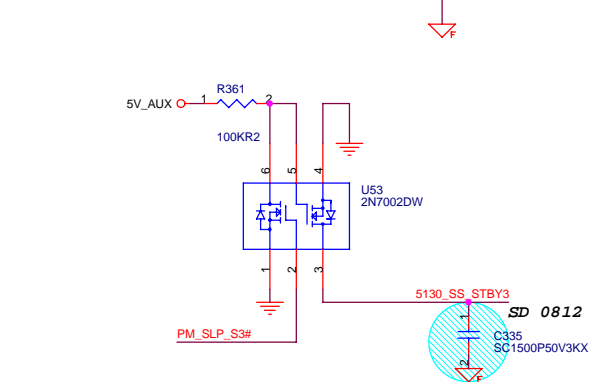 F
R361
5V_AUX
1
2
100KR2
6
5
4
U53
2N7002DW
1
2
3
5130_SS_STBY3
SD 0812
1
PM_SLP_S3#
C335
SC1500P50V3KX
2
F